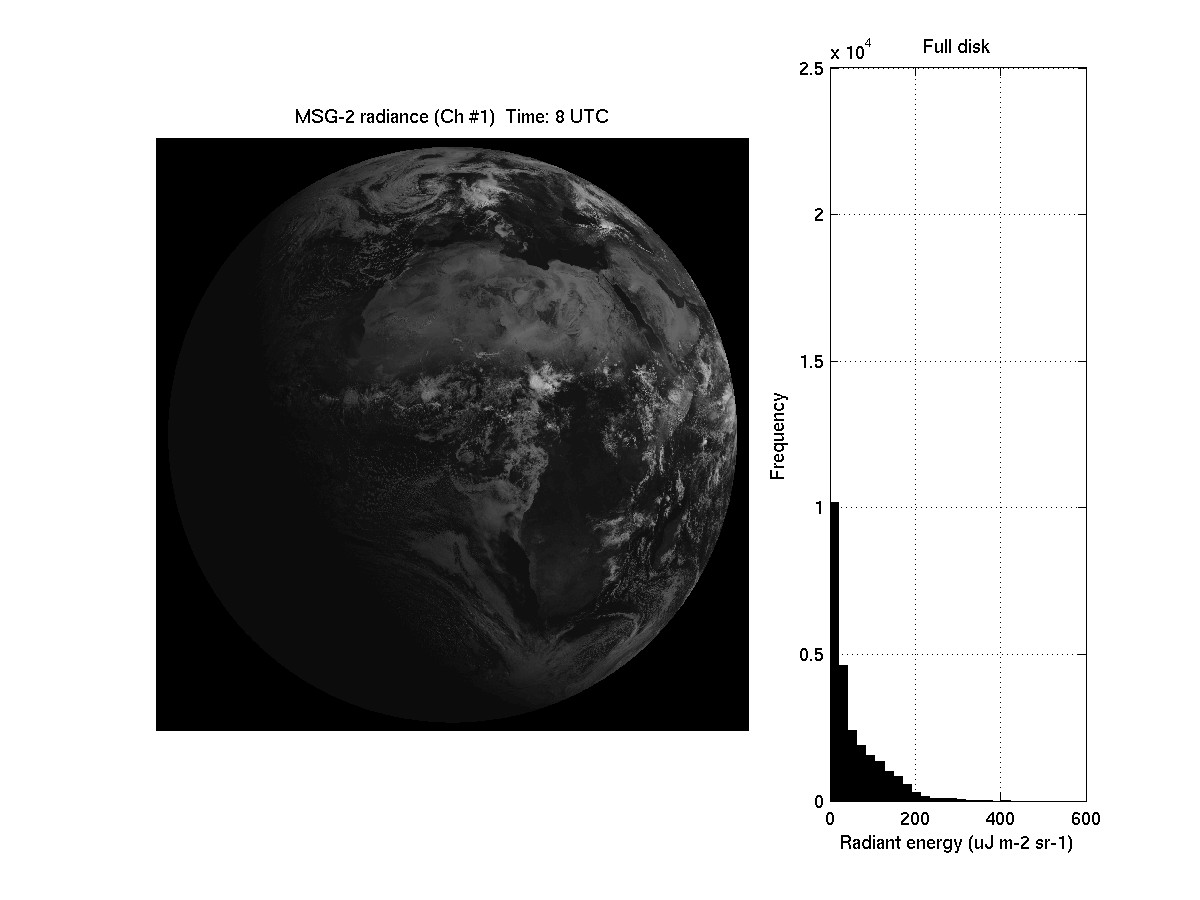 MSG-2 radiance (Ch #1)  Time: 8 UTC
Full disk
x 10^4
2.5
2
1.5
1
0.5
0
Frequency
0 200 400 600
Radiant energy (uJ m-2 sr-1)